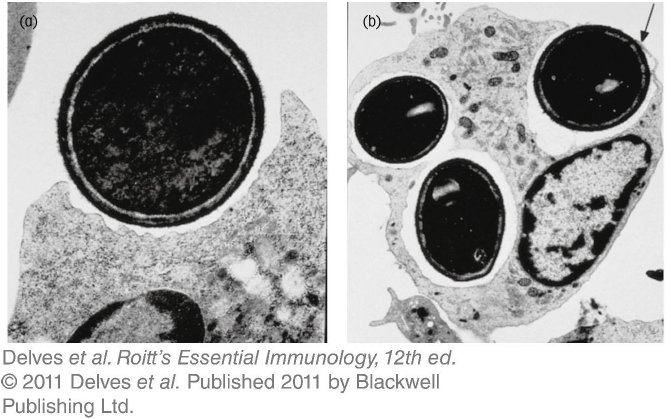 (a)
(b)
Delves et al. Roitt's Essential Immunology, 12th ed.
© 2011 Delves et al. Published 2011 by Blackwell
Publishing Ltd.